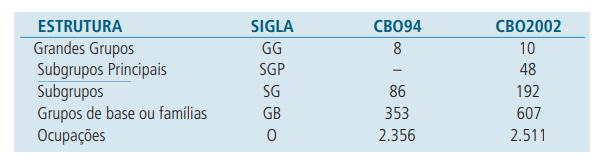 ESTRUTURA SIGLA CBO94 CBO2002
Grandes Grupos GG 8 10
Subgrupos Principais SGP – 48
Subgrupos SG 86 192
Grupos de base ou famílias GB 353 607
Ocupações O 2.356 2.511